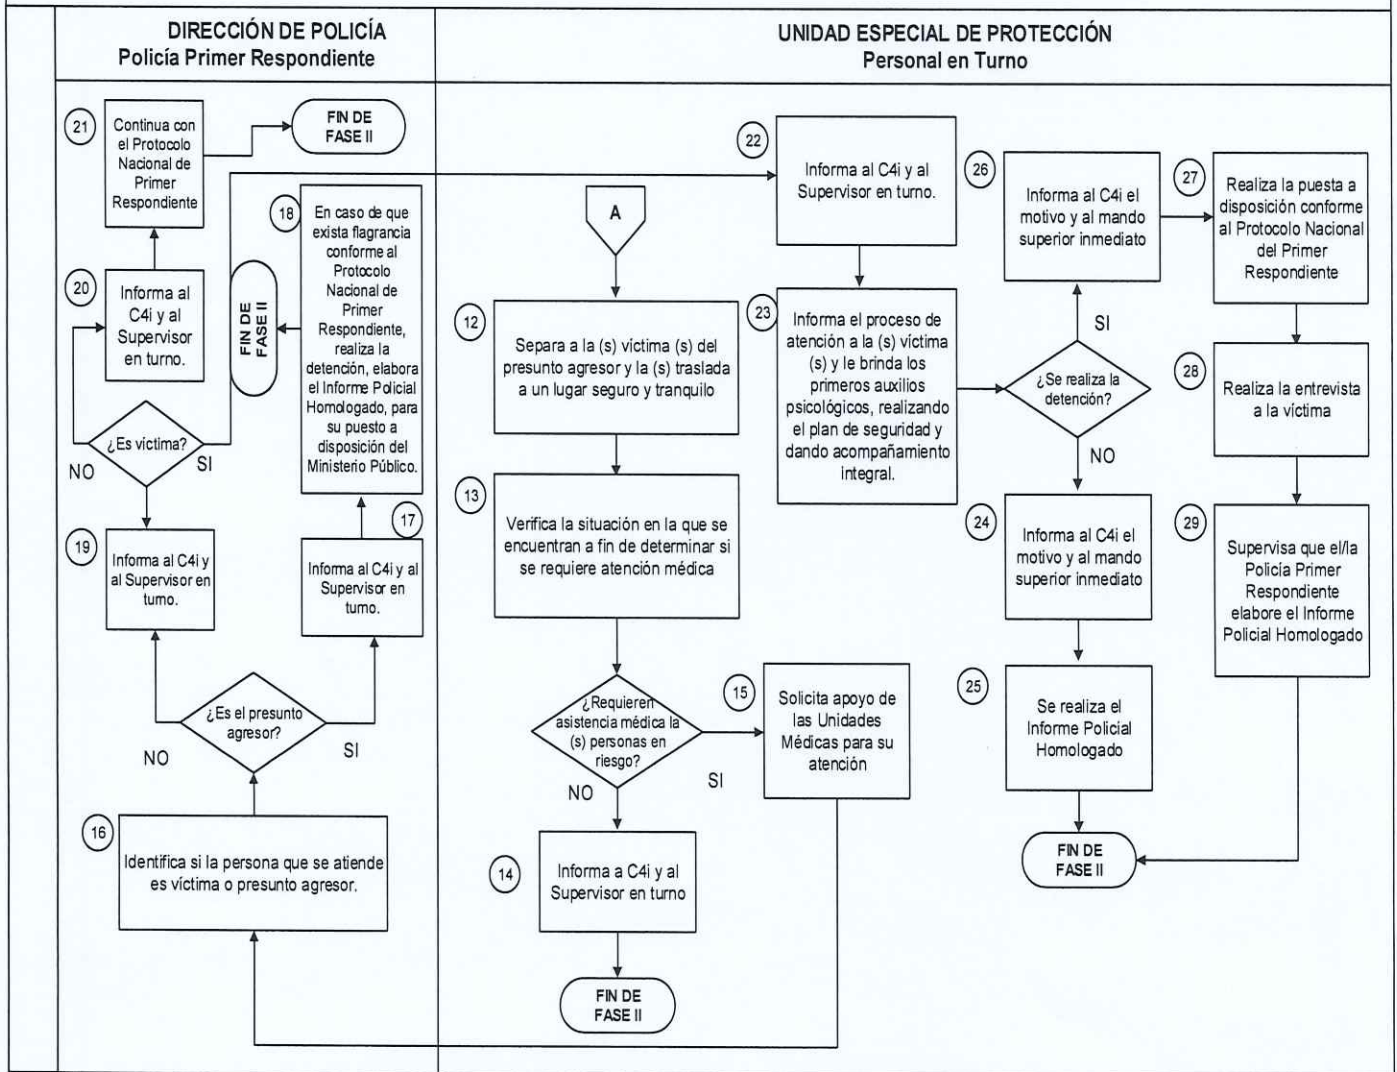 DIRECCIÓN DE POLICÍA
Policía Primer Respondiente
UNIDAD ESPECIAL DE PROTECCIÓN
Personal en Turno
21
Continua con
el Protocolo
Nacional de
Primer
Respondiente
FIN DE
FASE II
20
Informa al
C4i y al
Supervisor
en turno.
FIN DE
FASE II
18
En caso de que
exista flagrancia
conforme al
Protocolo
Nacional de
Primer
Respondiente,
realiza la
detención, elabora
el Informe Policial
Homologado, para
su puesto a
disposición del
Ministerio Público.
¿Es víctima?
NO
SI
19
Informa al C4i y
al Supervisor en
turno.
17
Informa al C4i y al
Supervisor en
turno.
¿Es el presunto
agresor?
NO
SI
16
Identifica si la persona que se atiende
es víctima o presunto agresor.
A
12
Separa a la (s) víctima (s) del
presunto agresor y la (s) traslada
a un lugar seguro y tranquilo
13
Verifica la situación en la que se
encuentran a fin de determinar si
se requiere atención médica
¿Requieren
asistencia médica la
(s) personas en
riesgo?
NO
SI
14
Informa a C4i y al
Supervisor en turno
FIN DE
FASE II
15
Solicita apoyo de
las Unidades
Médicas para su
atención
22
Informa al C4i y al
Supervisor en turno.
23
Informa el proceso de
atención a la (s) víctima
(s) y le brinda los
primeros auxilios
psicológicos, realizando
el plan de seguridad y
dando acompañamiento
integral.
26
Informa al C4i el
motivo y al mando
superior inmediato
SI
¿Se realiza la
detención?
NO
24
Informa al C4i el
motivo y al mando
superior inmediato
25
Se realiza el
Informe Policial
Homologado
FIN DE
FASE II
27
Realiza la puesta a
disposición conforme
al Protocolo Nacional
del Primer
Respondiente
28
Realiza la entrevista
a la víctima
29
Supervisa que el/la
Policía Primer
Respondiente
elabore el Informe
Policial Homologado